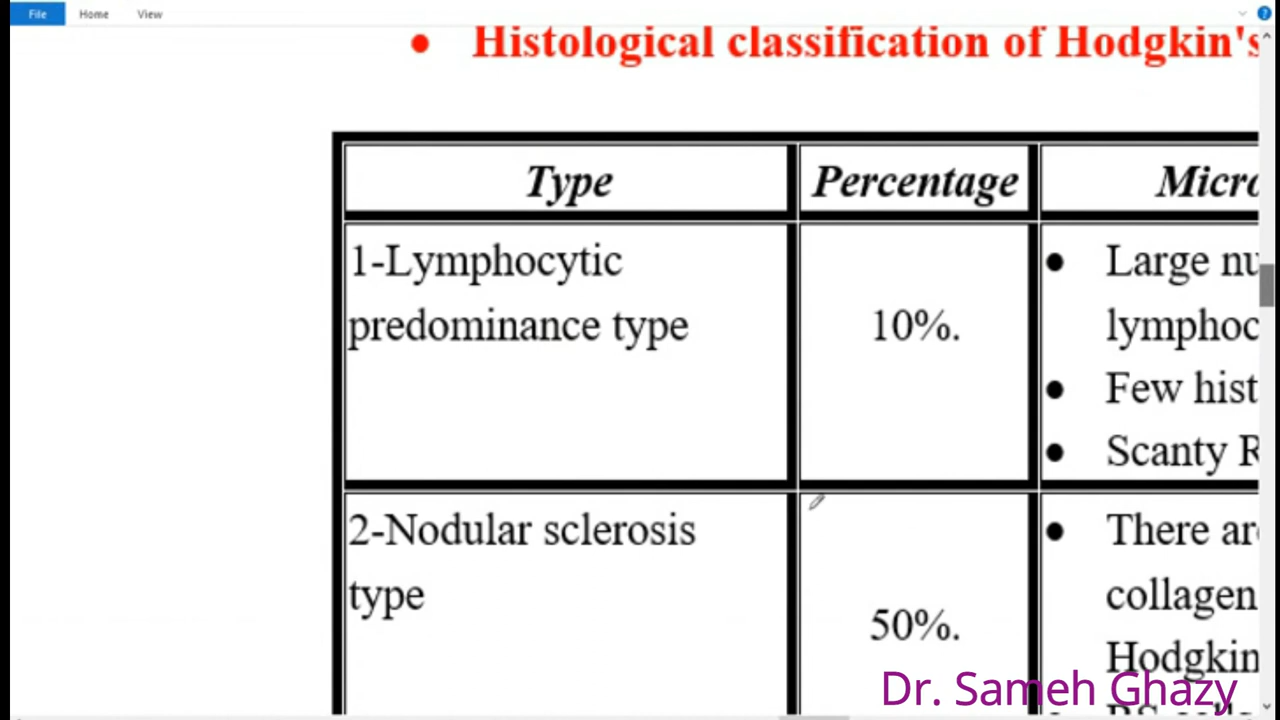 File Home View
• Histological classification of Hodgkin's
Type Percentage
1-Lymphocytic
predominance type
10%.
• Large
• Few
• Scanty
2-Nodular sclerosis
type
50%.
• There
collagen
Hodgkin
Dr. Sameh Ghazy